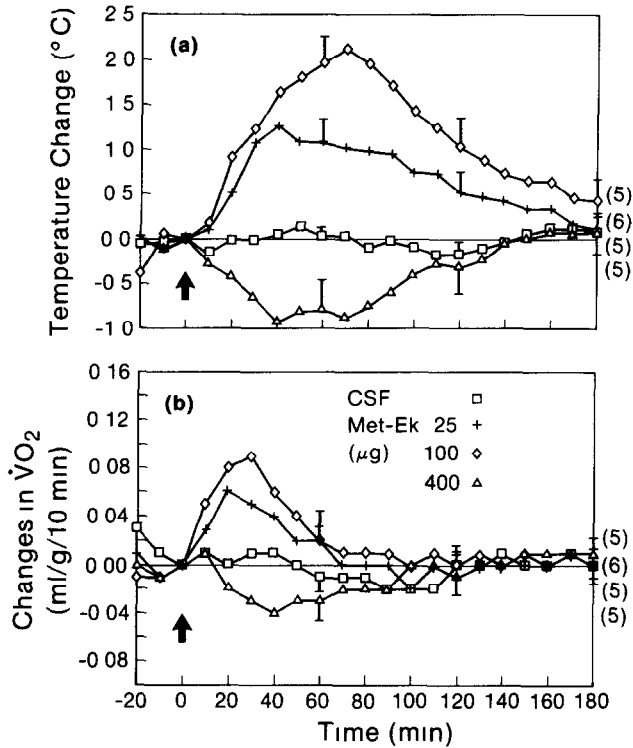 (a)
Temperature Change (°C)
2 5
2 0
1 5
1 0
0 5
0 0
-0 5
-1 0
(5)
(6)
(5)
(5)
(b)
Changes in V̇O2
(ml/g/10 min)
0 16
0 12
0 08
0 04
0 00
-0 04
-0 08
CSF
Met-Ek 25
(μg) 100
400
(5)
(6)
(5)
(5)
-20 0 20 40 60 80 100 120 140 160 180
Time (min)